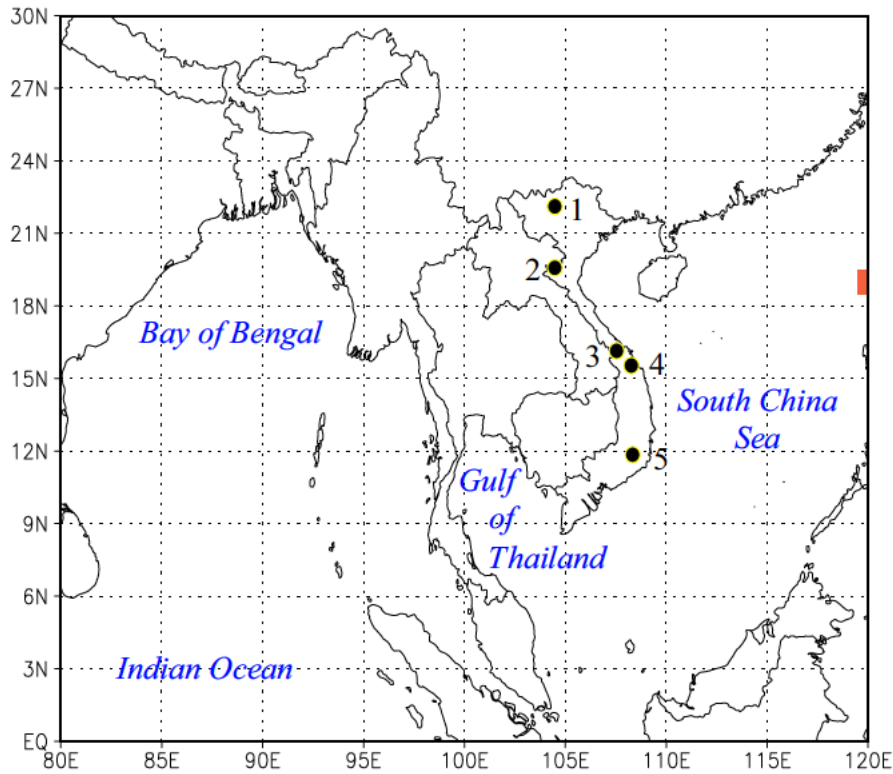 30N
27N
24N
21N
1
2
18N
Bay of Bengal
3
4
15N
South China
Sea
12N
5
Gulf
of
Thailand
9N
6N
3N
Indian Ocean
EQ
80E 85E 90E 95E 100E 105E 110E 115E 120E